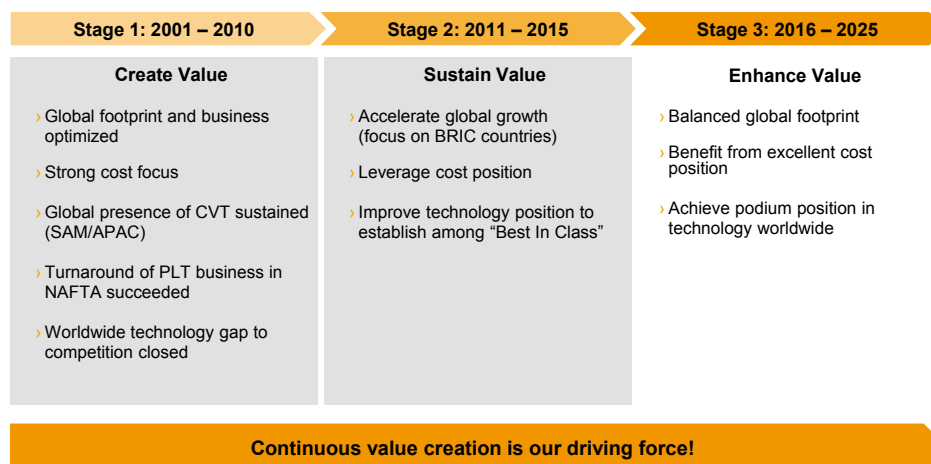 Stage 1: 2001 – 2010
Stage 2: 2011 – 2015
Stage 3: 2016 – 2025
Create Value
› Global footprint and business
optimized
› Strong cost focus
› Global presence of CVT sustained
(SAM/APAC)
› Turnaround of PLT business in
NAFTA succeeded
› Worldwide technology gap to
competition closed
Sustain Value
› Accelerate global growth
(focus on BRIC countries)
› Leverage cost position
› Improve technology position to
establish among “Best In Class”
Enhance Value
› Balanced global footprint
› Benefit from excellent cost
position
› Achieve podium position in
technology worldwide
Continuous value creation is our driving force!